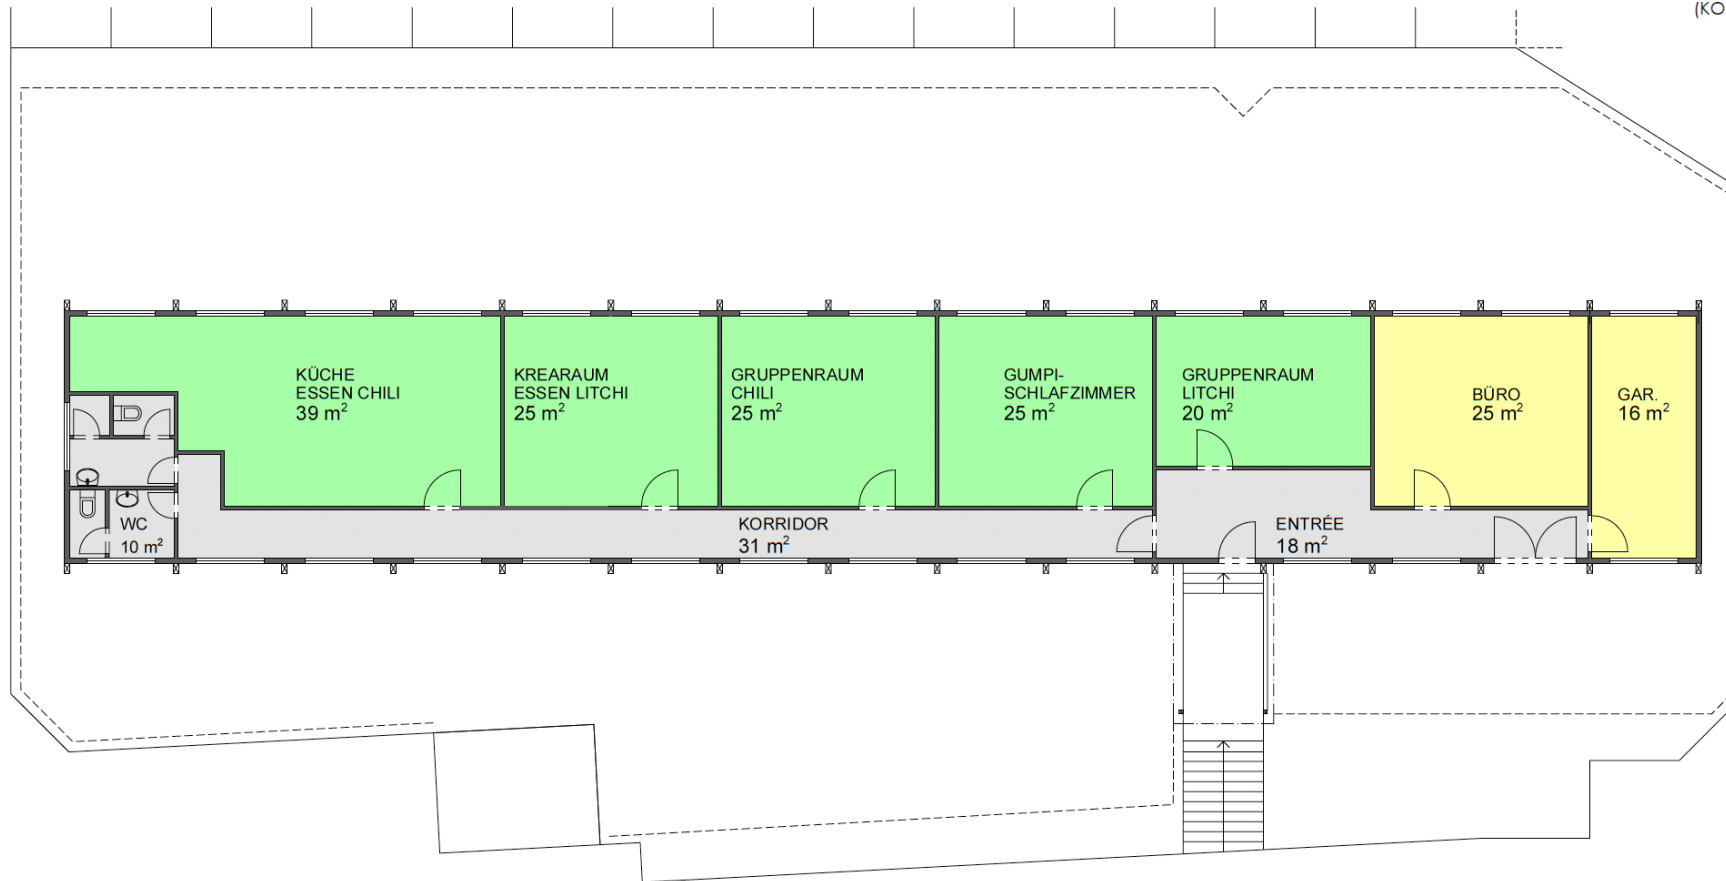 (KO
KÜCHE
ESSEN CHILI
39 m²
KREARAUM
ESSEN LITCHI
25 m²
GRUPPENRAUM
CHILI
25 m²
GUMPI-
SCHLAFZIMMER
25 m²
GRUPPENRAUM
LITCHI
20 m²
BÜRO
25 m²
GAR.
16 m²
WC
10 m²
KORRIDOR
31 m²
ENTRÉE
18 m²